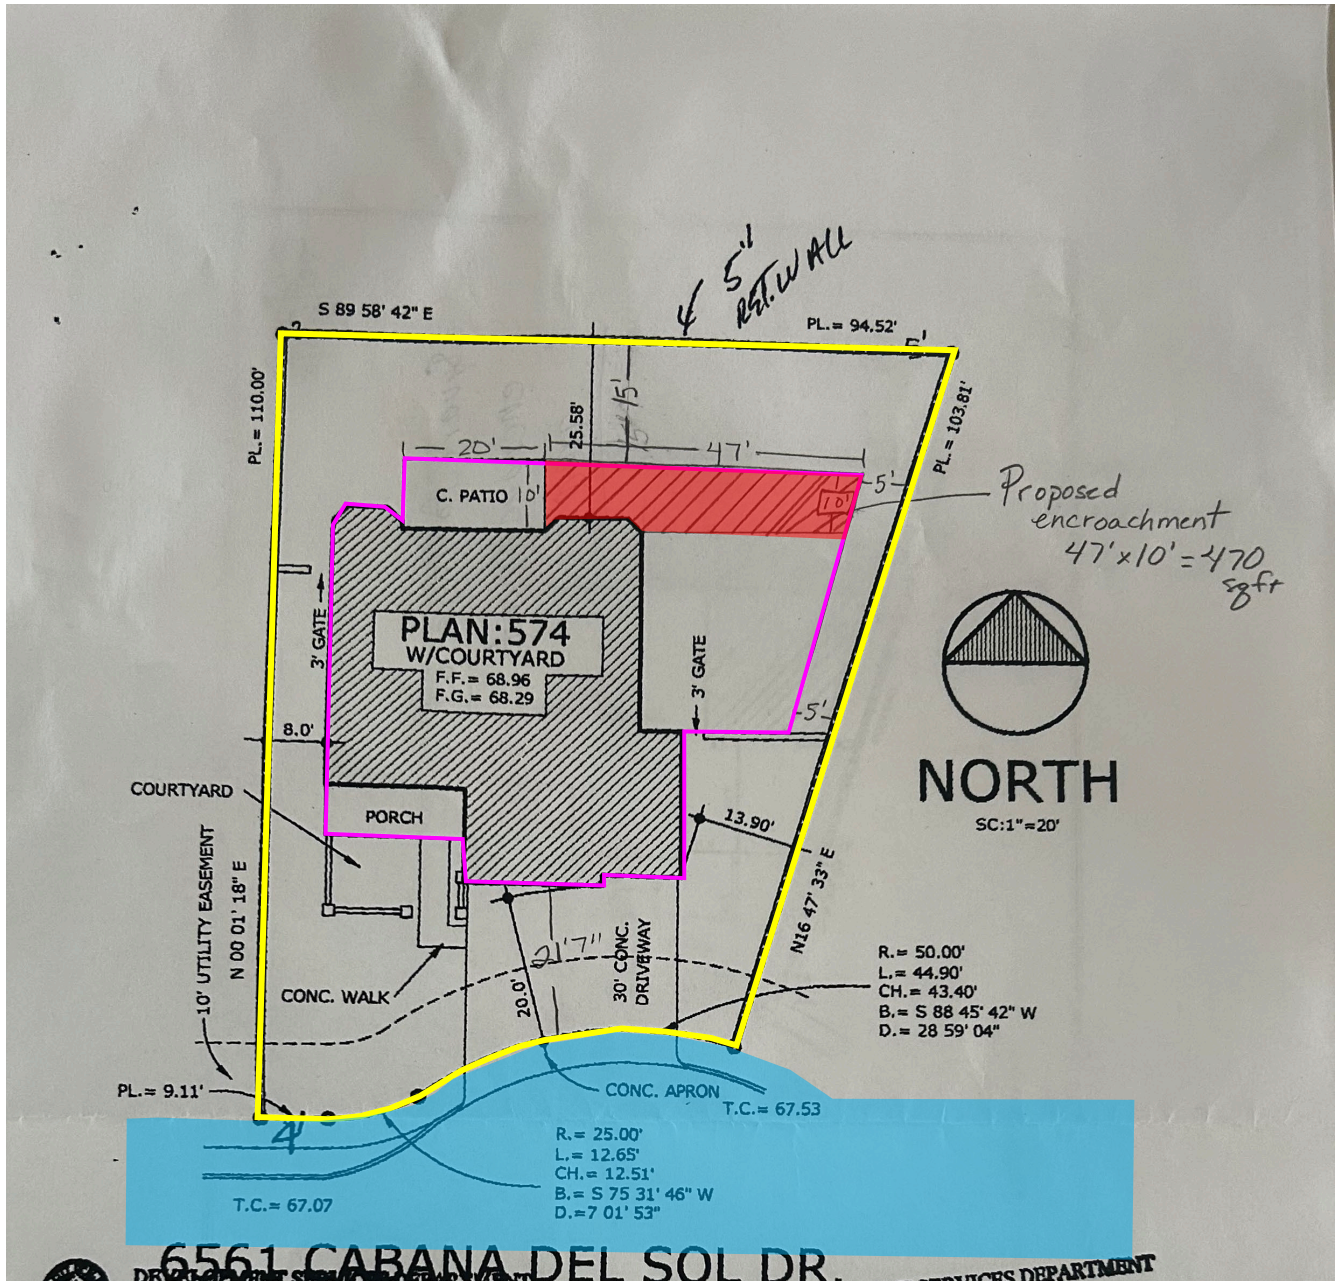 5'
RET. WALL
S 89 58' 42" E
PL.= 94.52'
5'
PL.= 110.00'
25.58'
15'
PL.= 103.81'
20'
47'
C. PATIO
10'
10'
5'
Proposed
encroachment
47'x10'=470
sqft
3' GATE
PLAN:574
W/COURTYARD
F.F.= 68.96
F.G.= 68.29
3' GATE
5'
8.0'
NORTH
SC:1"=20'
COURTYARD
PORCH
13.90'
10' UTILITY EASEMENT
N 00 01' 18" E
N16 47' 33" E
21'7"
20.0'
30' CONC.
DRIVEWAY
CONC. WALK
R.= 50.00'
L.= 44.90'
CH.= 43.40'
B.= S 88 45' 42" W
D.= 28 59' 04"
PL.= 9.11'
4'
CONC. APRON
T.C.= 67.53
R.= 25.00'
L.= 12.65'
CH.= 12.51'
B.= S 75 31' 46" W
D.=7 01' 53"
T.C.= 67.07
6561 CABANA DEL SOL DR.
DEVELOPMENT SERVICES DEPARTMENT
SERVICES DEPARTMENT